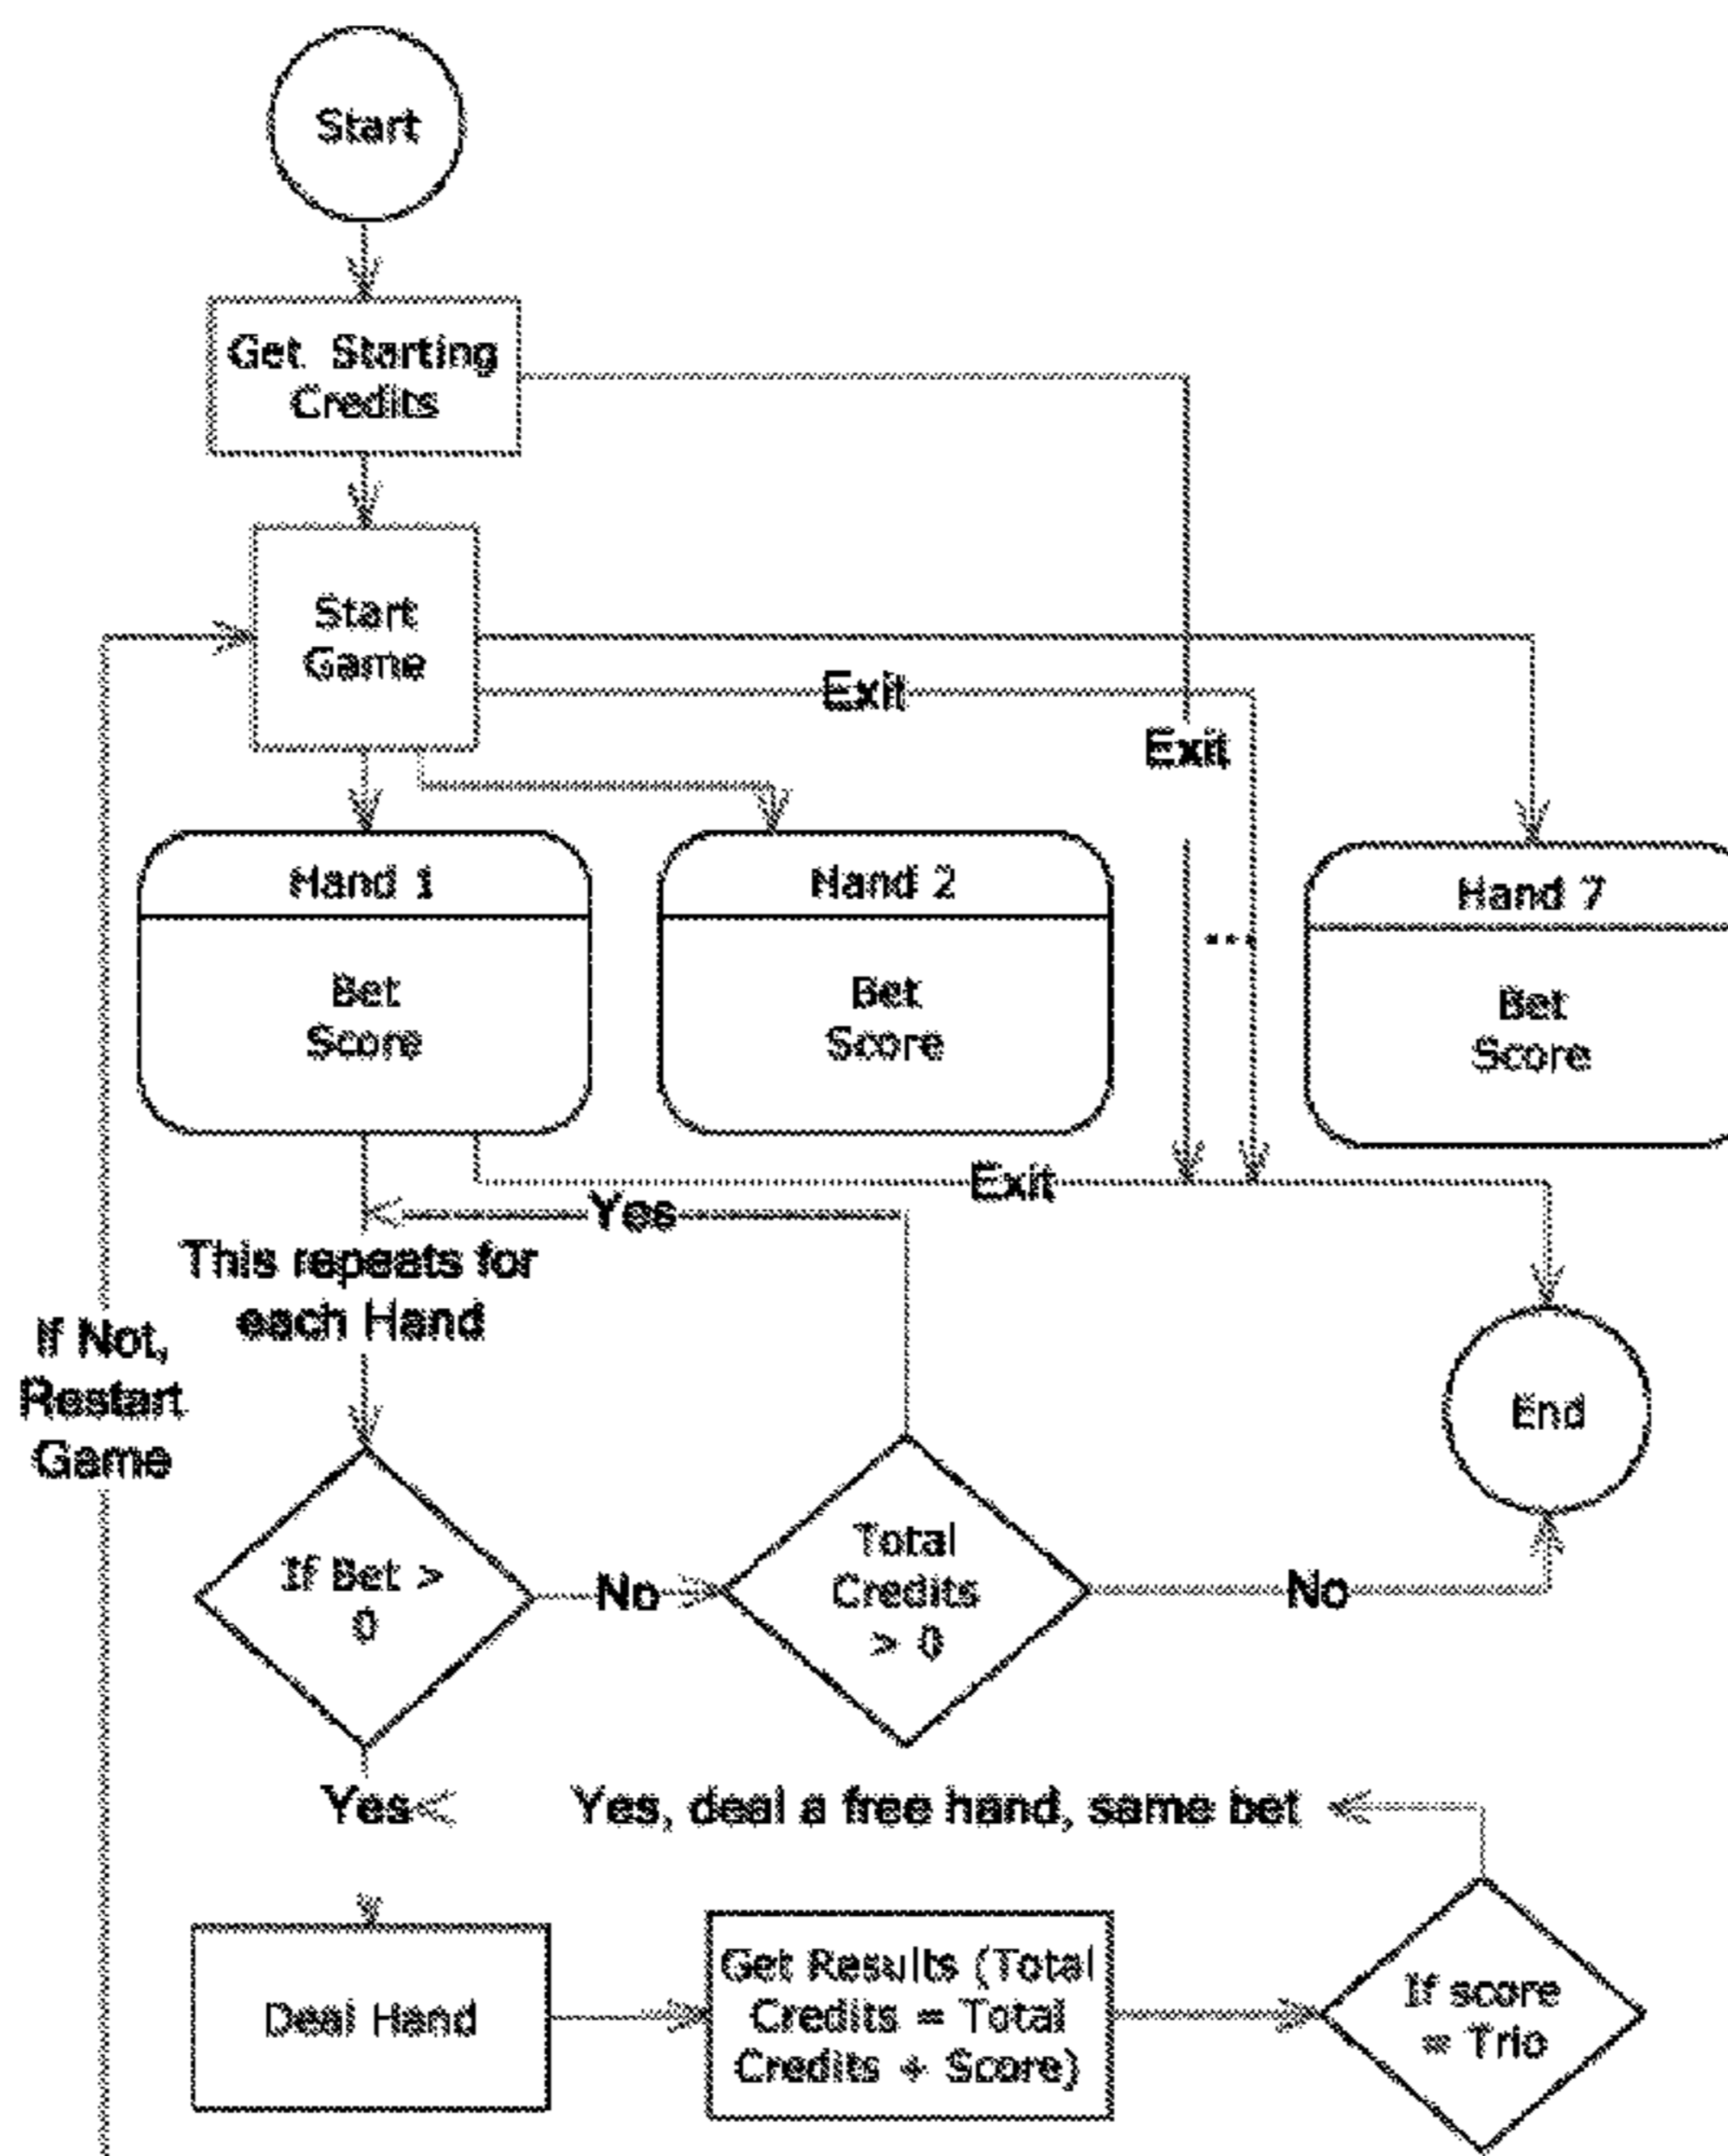 Start
Get Starting
Credits
Start
Game
Exit
Exit
Hand 1
Bet
Score
Hand 2
Bet
Score
...
Hand 7
Bet
Score
Exit
Yes
This repeats for
each Hand
If Not,
Restart
Game
End
If Bet >
0
No
Total
Credits
> 0
No
Yes
Yes, deal a free hand, same bet
Deal Hand
Get Results (Total
Credits = Total
Credits + Score)
If score
= Trio